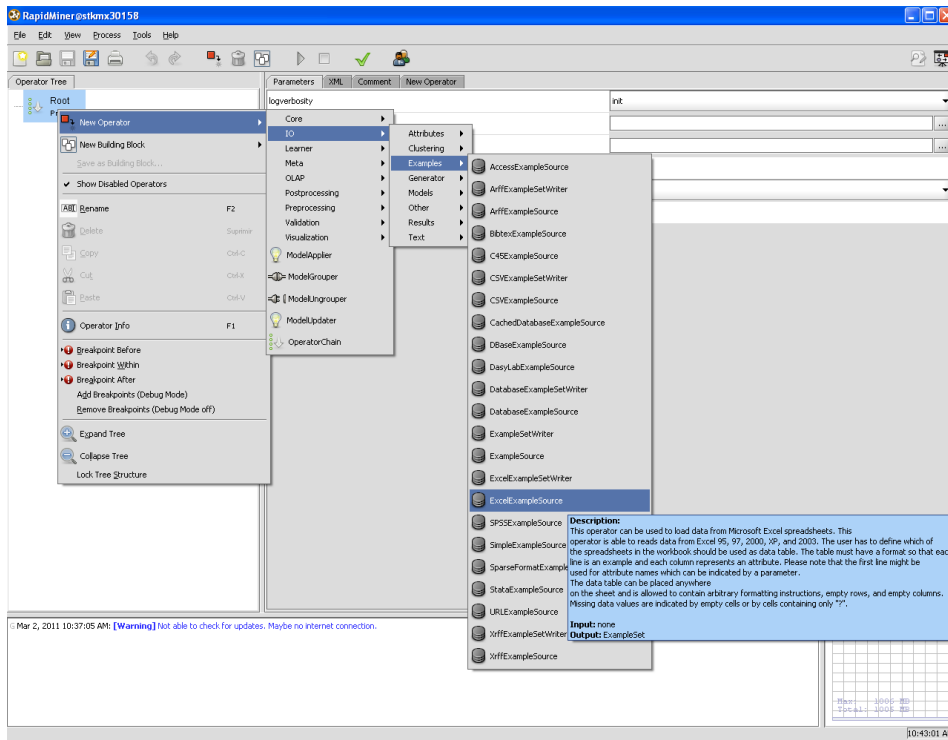 RapidMiner@stkmx30158
File Edit View Process Tools Help
Operator Tree
Parameters XML Comment New Operator
Root
logverbosity
init
New Operator
New Building Block
Save as Building Block...
Show Disabled Operators
Rename F2
Delete Suprime
Copy Ctrl-C
Cut Ctrl-X
Paste Ctrl-V
Operator Info F1
Breakpoint Before
Breakpoint Within
Breakpoint After
Add Breakpoints (Debug Mode)
Remove Breakpoints (Debug Mode off)
Expand Tree
Collapse Tree
Lock Tree Structure
Core
IO
Learner
Meta
OLAP
Postprocessing
Preprocessing
Validation
Visualization
ModelApplier
ModelGrouper
ModelUngrouper
ModelUpdater
OperatorChain
Attributes
Clustering
Examples
Generator
Models
Other
Results
Text
AccessExampleSource
ArffExampleSetWriter
ArffExampleSource
BibtexExampleSource
C45ExampleSource
CSVExampleSetWriter
CSVExampleSource
CachedDatabaseExampleSource
DBaseExampleSource
DasyLabExampleSource
DatabaseExampleSetWriter
DatabaseExampleSource
ExampleSetWriter
ExampleSource
ExcelExampleSetWriter
ExcelExampleSource
SPSSExampleSource
SimpleExampleSource
SparseFormatExample
StataExampleSource
URLExampleSource
XrffExampleSetWriter
XrffExampleSource
Description:
This operator can be used to load data from Microsoft Excel spreadsheets. This
operator is able to reads data from Excel 95, 97, 2000, XP, and 2003. The user has to define which of
the spreadsheets in the workbook should be used as data table. The table must have a format so that eac
line is an example and each column represents an attribute. Please note that the first line might be
used for attribute names which can be indicated by a parameter.
The data table can be placed anywhere
on the sheet and is allowed to contain arbitrary formatting instructions, empty rows, and empty columns.
Missing data values are indicated by empty cells or by cells containing only "?".
Input: none
Output: ExampleSet
Mar 2, 2011 10:37:05 AM: [Warning] Not able to check for updates. Maybe no internet connection.
Max: 1005 MB
Total: 1005 MB
10:43:01 A